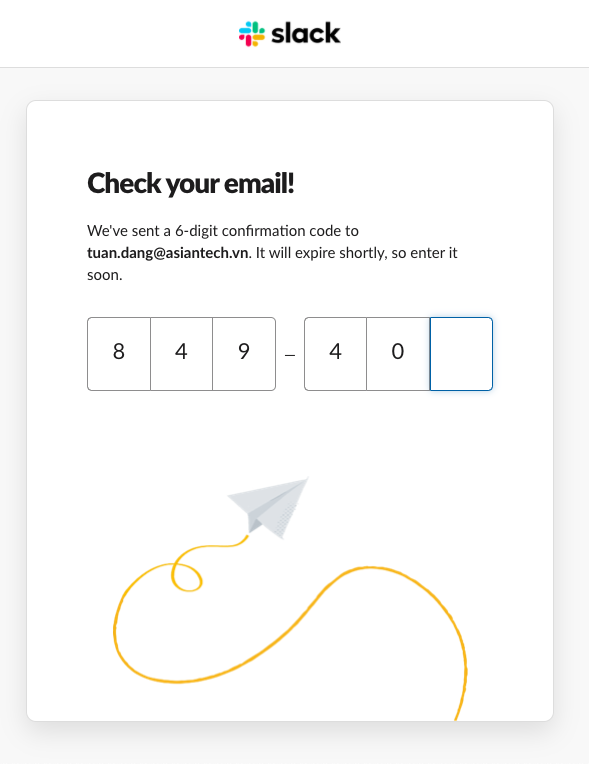 slack
Check your email!
We've sent a 6-digit confirmation code to
tuan.dang@asiantech.vn. It will expire shortly, so enter it
soon.
8 4 9 – 4 0